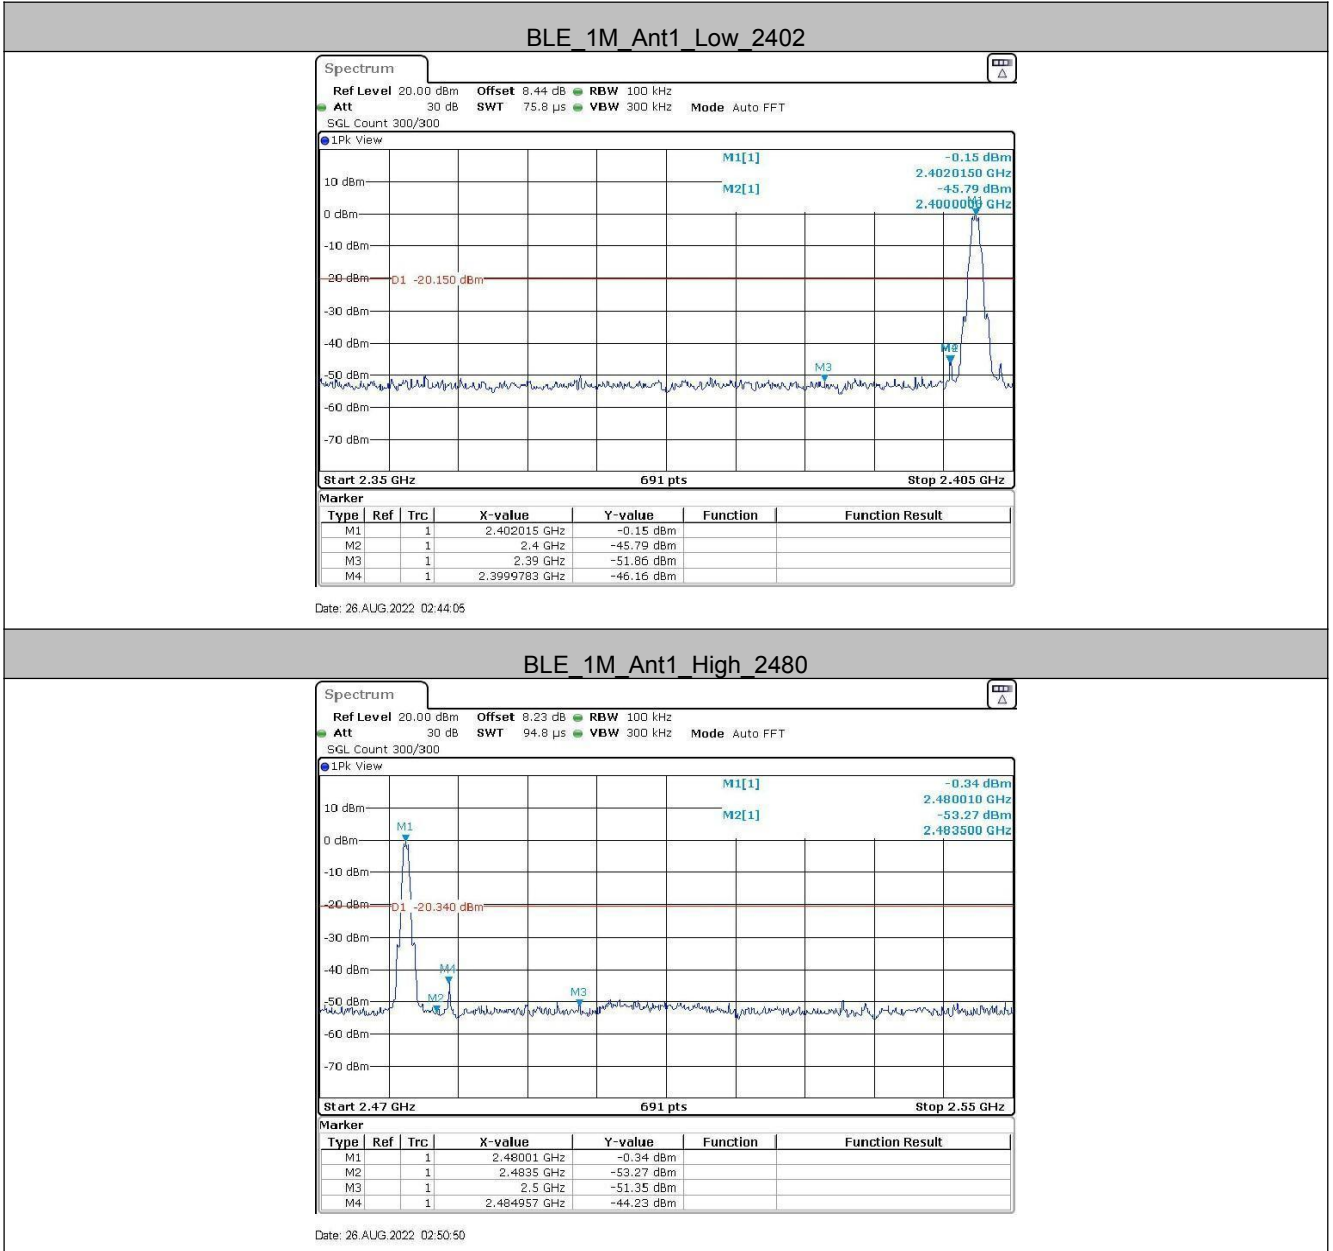 BLE_1M_Ant1_Low_2402
Spectrum
Ref Level 20.00 dBm Offset 8.44 dB RBW 100 kHz
Att 30 dB SWT 75.8 µs VBW 300 kHz Mode Auto FFT
SGL Count 300/300
1Pk View
M1[1] -0.15 dBm
2.4020150 GHz
10 dBm
M2[1] -45.79 dBm
2.4000000 GHz
M1
0 dBm
-10 dBm
-20 dBm
D1 -20.150 dBm
-30 dBm
-40 dBm
M3
-50 dBm
-60 dBm
-70 dBm
Start 2.35 GHz 691 pts Stop 2.405 GHz
Marker
Type Ref Trc X-value Y-value Function Function Result
M1 1 2.402015 GHz -0.15 dBm
M2 1 2.4 GHz -45.79 dBm
M3 1 2.39 GHz -51.86 dBm
M4 1 2.3999783 GHz -46.16 dBm
Date: 26.AUG.2022 02:44:05
BLE_1M_Ant1_High_2480
Spectrum
Ref Level 20.00 dBm Offset 8.23 dB RBW 100 kHz
Att 30 dB SWT 94.8 µs VBW 300 kHz Mode Auto FFT
SGL Count 300/300
1Pk View
M1[1] -0.34 dBm
2.480010 GHz
10 dBm
M2[1] -53.27 dBm
2.483500 GHz
M1
0 dBm
-10 dBm
-20 dBm
D1 -20.340 dBm
-30 dBm
-40 dBm
M4
M3
M2
-50 dBm
-60 dBm
-70 dBm
Start 2.47 GHz 691 pts Stop 2.55 GHz
Marker
Type Ref Trc X-value Y-value Function Function Result
M1 1 2.48001 GHz -0.34 dBm
M2 1 2.4835 GHz -53.27 dBm
M3 1 2.5 GHz -51.35 dBm
M4 1 2.484957 GHz -44.23 dBm
Date: 26.AUG.2022 02:50:50